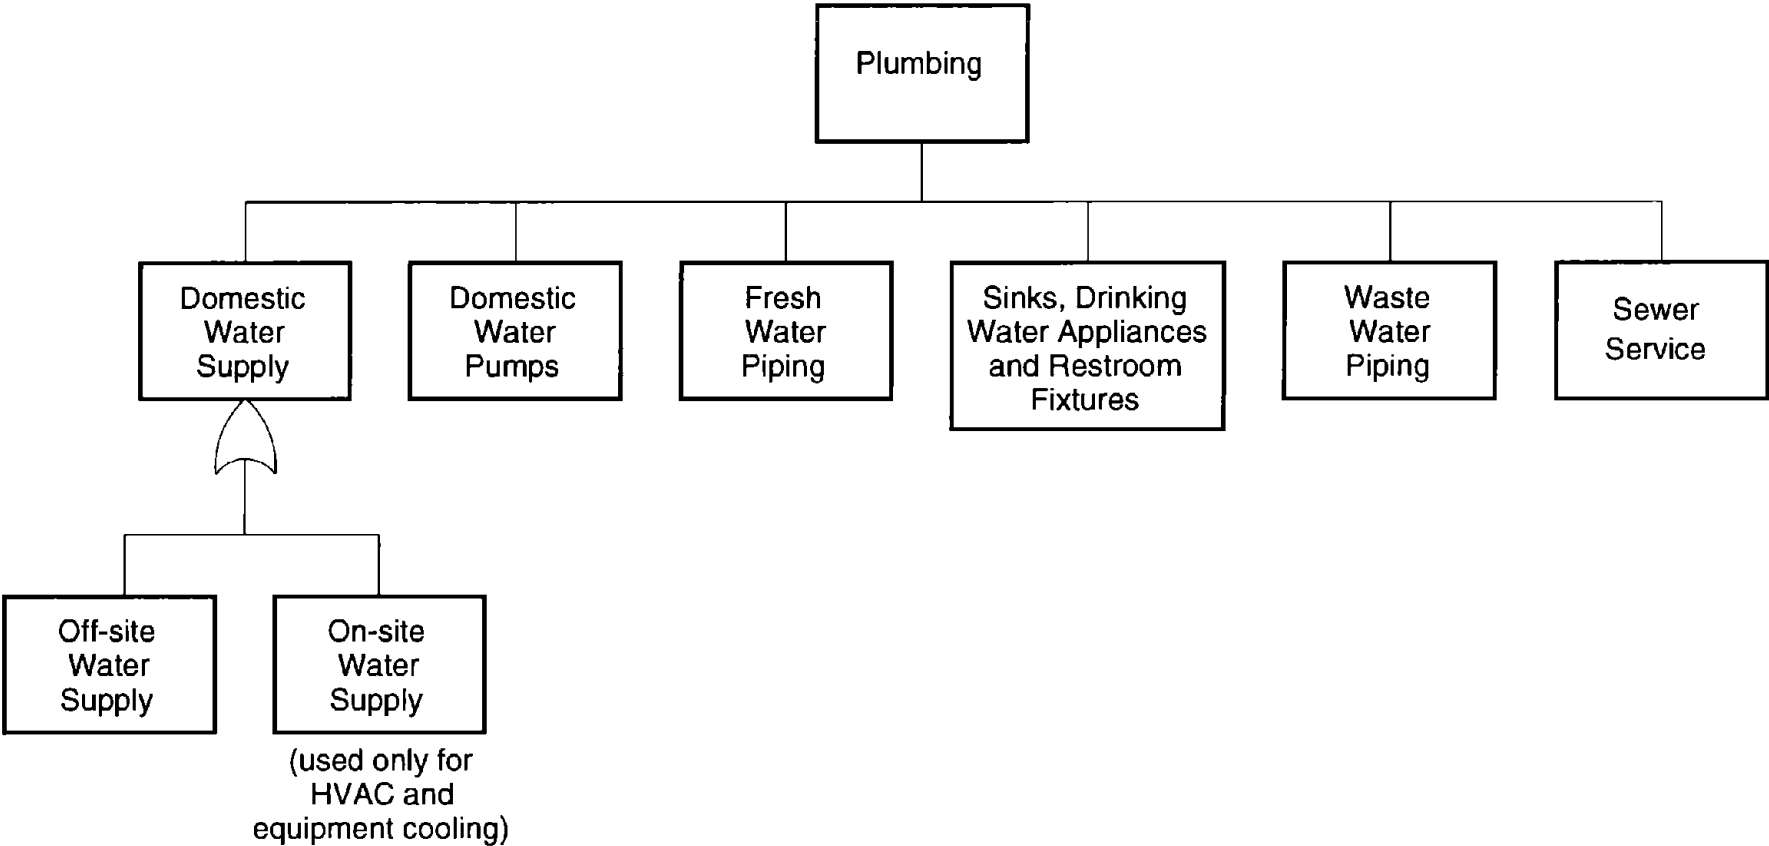 Plumbing
Domestic
Water
Supply
Domestic
Water
Pumps
Fresh
Water
Piping
Sinks, Drinking
Water Appliances
and Restroom
Fixtures
Waste
Water
Piping
Sewer
Service
Off-site
Water
Supply
On-site
Water
Supply
(used only for
HVAC and
equipment cooling)